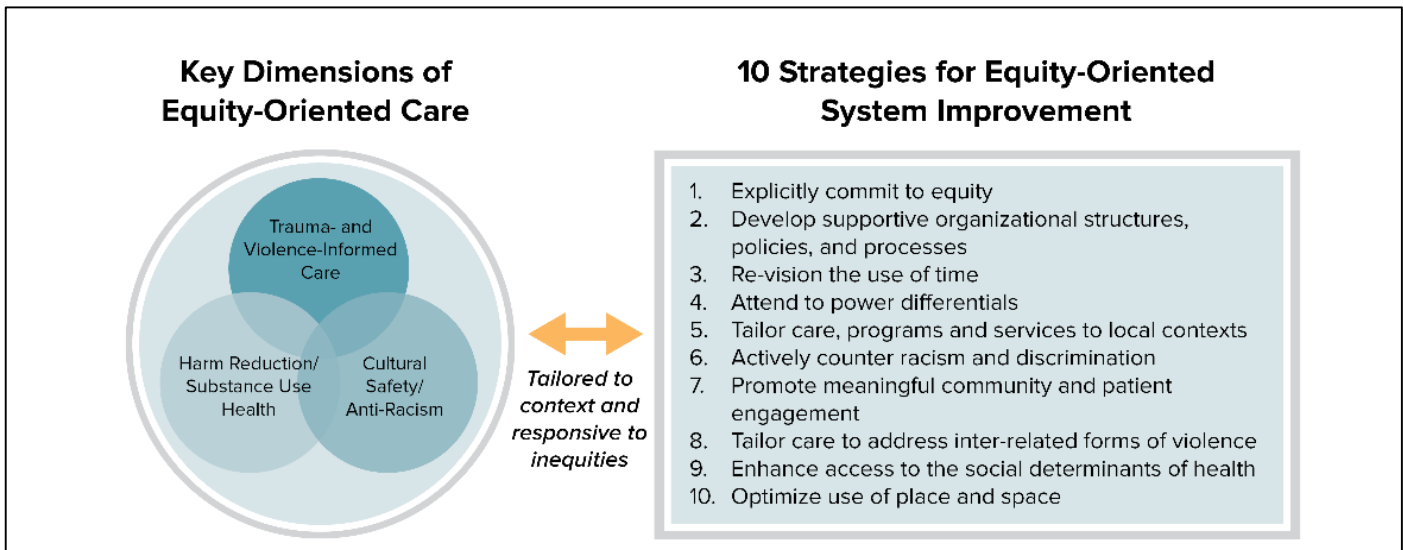 Key Dimensions of
Equity-Oriented Care
Trauma- and
Violence-Informed
Care
Harm Reduction/
Substance Use
Health
Cultural
Safety/
Anti-Racism
Tailored to
context and
responsive to
inequities
10 Strategies for Equity-Oriented
System Improvement
1. Explicitly commit to equity
2. Develop supportive organizational structures,
policies, and processes
3. Re-vision the use of time
4. Attend to power differentials
5. Tailor care, programs and services to local contexts
6. Actively counter racism and discrimination
7. Promote meaningful community and patient
engagement
8. Tailor care to address inter-related forms of violence
9. Enhance access to the social determinants of health
10. Optimize use of place and space